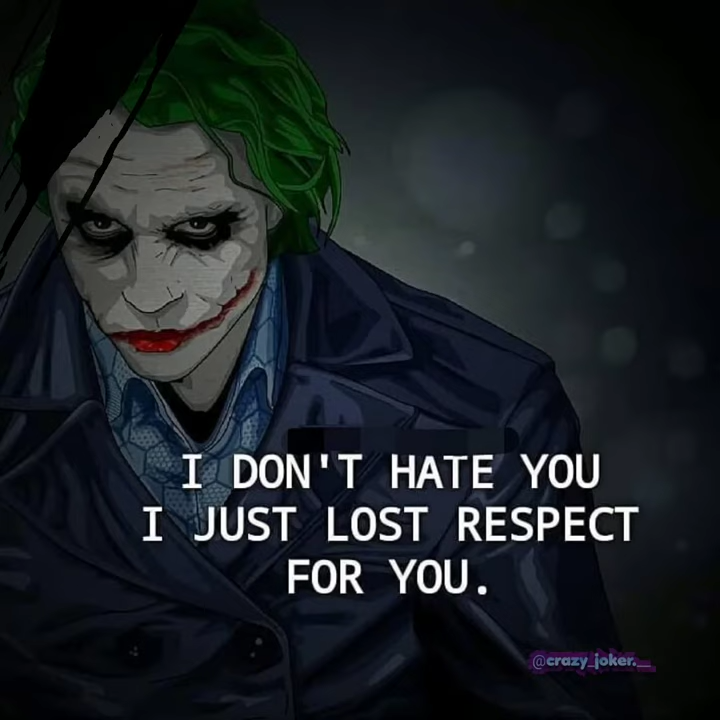 I DON'T HATE YOU
I JUST LOST RESPECT
FOR YOU.
@crazy_joker.__